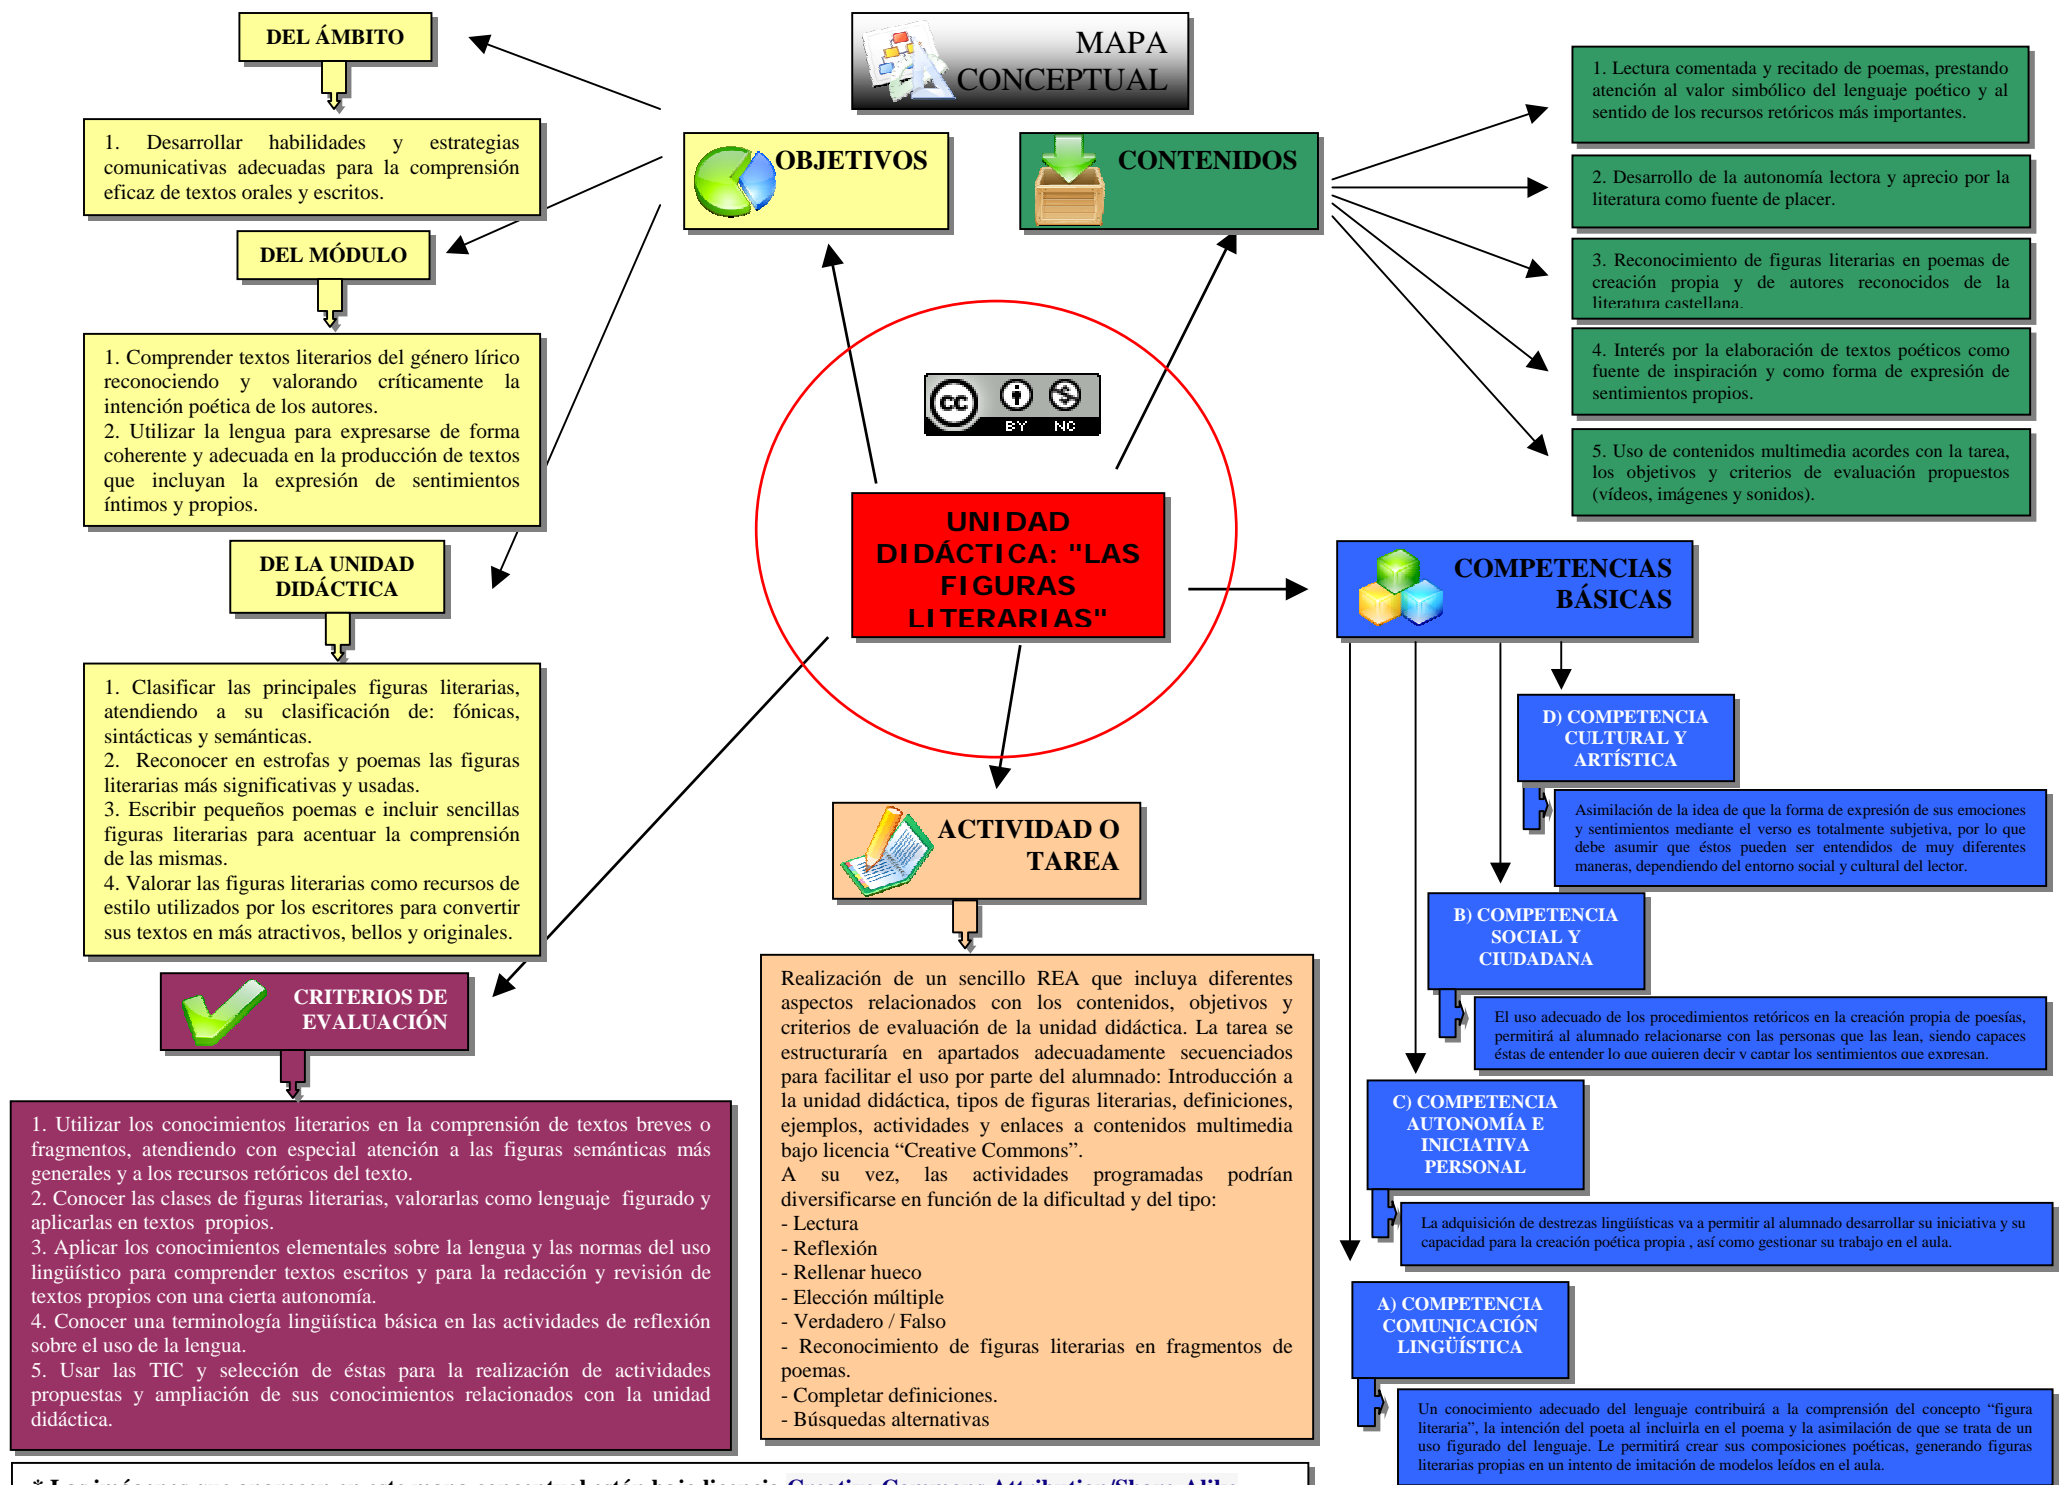 MAPA
CONCEPTUAL
DEL ÁMBITO
1. Desarrollar habilidades y estrategias
comunicativas adecuadas para la comprensión
eficaz de textos orales y escritos.
DEL MÓDULO
1. Comprender textos literarios del género lírico
reconociendo y valorando críticamente la
intención poética de los autores.
2. Utilizar la lengua para expresarse de forma
coherente y adecuada en la producción de textos
que incluyan la expresión de sentimientos
íntimos y propios.
DE LA UNIDAD
DIDÁCTICA
1. Clasificar las principales figuras literarias,
atendiendo a su clasificación de: fónicas,
sintácticas y semánticas.
2. Reconocer en estrofas y poemas las figuras
literarias más significativas y usadas.
3. Escribir pequeños poemas e incluir sencillas
figuras literarias para acentuar la comprensión
de las mismas.
4. Valorar las figuras literarias como recursos de
estilo utilizados por los escritores para convertir
sus textos en más atractivos, bellos y originales.
OBJETIVOS
CONTENIDOS
1. Lectura comentada y recitado de poemas, prestando
atención al valor simbólico del lenguaje poético y al
sentido de los recursos retóricos más importantes.
2. Desarrollo de la autonomía lectora y aprecio por la
literatura como fuente de placer.
3. Reconocimiento de figuras literarias en poemas de
creación propia y de autores reconocidos de la
literatura castellana.
4. Interés por la elaboración de textos poéticos como
fuente de inspiración y como forma de expresión de
sentimientos propios.
5. Uso de contenidos multimedia acordes con la tarea,
los objetivos y criterios de evaluación propuestos
(vídeos, imágenes y sonidos).
cc
BY NC
UNIDAD
DIDÁCTICA: "LAS
FIGURAS
LITERARIAS"
COMPETENCIAS
BÁSICAS
D) COMPETENCIA
CULTURAL Y
ARTÍSTICA
Asimilación de la idea de que la forma de expresión de sus emociones
y sentimientos mediante el verso es totalmente subjetiva, por lo que
debe asumir que éstos pueden ser entendidos de muy diferentes
maneras, dependiendo del entorno social y cultural del lector.
B) COMPETENCIA
SOCIAL Y
CIUDADANA
El uso adecuado de los procedimientos retóricos en la creación propia de poesías,
permitirá al alumnado relacionarse con las personas que las lean, siendo capaces
éstas de entender lo que quieren decir y captar los sentimientos que expresan.
C) COMPETENCIA
AUTONOMÍA E
INICIATIVA
PERSONAL
La adquisición de destrezas lingüísticas va a permitir al alumnado desarrollar su iniciativa y su
capacidad para la creación poética propia , así como gestionar su trabajo en el aula.
A) COMPETENCIA
COMUNICACIÓN
LINGÜÍSTICA
Un conocimiento adecuado del lenguaje contribuirá a la comprensión del concepto “figura
literaria”, la intención del poeta al incluirla en el poema y la asimilación de que se trata de un
uso figurado del lenguaje. Le permitirá crear sus composiciones poéticas, generando figuras
literarias propias en un intento de imitación de modelos leídos en el aula.
ACTIVIDAD O
TAREA
Realización de un sencillo REA que incluya diferentes
aspectos relacionados con los contenidos, objetivos y
criterios de evaluación de la unidad didáctica. La tarea se
estructuraría en apartados adecuadamente secuenciados
para facilitar el uso por parte del alumnado: Introducción a
la unidad didáctica, tipos de figuras literarias, definiciones,
ejemplos, actividades y enlaces a contenidos multimedia
bajo licencia “Creative Commons”.
A su vez, las actividades programadas podrían
diversificarse en función de la dificultad y del tipo:
- Lectura
- Reflexión
- Rellenar hueco
- Elección múltiple
- Verdadero / Falso
- Reconocimiento de figuras literarias en fragmentos de
poemas.
- Completar definiciones.
- Búsquedas alternativas
CRITERIOS DE
EVALUACIÓN
1. Utilizar los conocimientos literarios en la comprensión de textos breves o
fragmentos, atendiendo con especial atención a las figuras semánticas más
generales y a los recursos retóricos del texto.
2. Conocer las clases de figuras literarias, valorarlas como lenguaje figurado y
aplicarlas en textos propios.
3. Aplicar los conocimientos elementales sobre la lengua y las normas del uso
lingüístico para comprender textos escritos y para la redacción y revisión de
textos propios con una cierta autonomía.
4. Conocer una terminología lingüística básica en las actividades de reflexión
sobre el uso de la lengua.
5. Usar las TIC y selección de éstas para la realización de actividades
propuestas y ampliación de sus conocimientos relacionados con la unidad
didáctica.
* Las imágenes que aparecen en este mapa conceptual están bajo licencia Creative Commons Attribution/Share-Alike